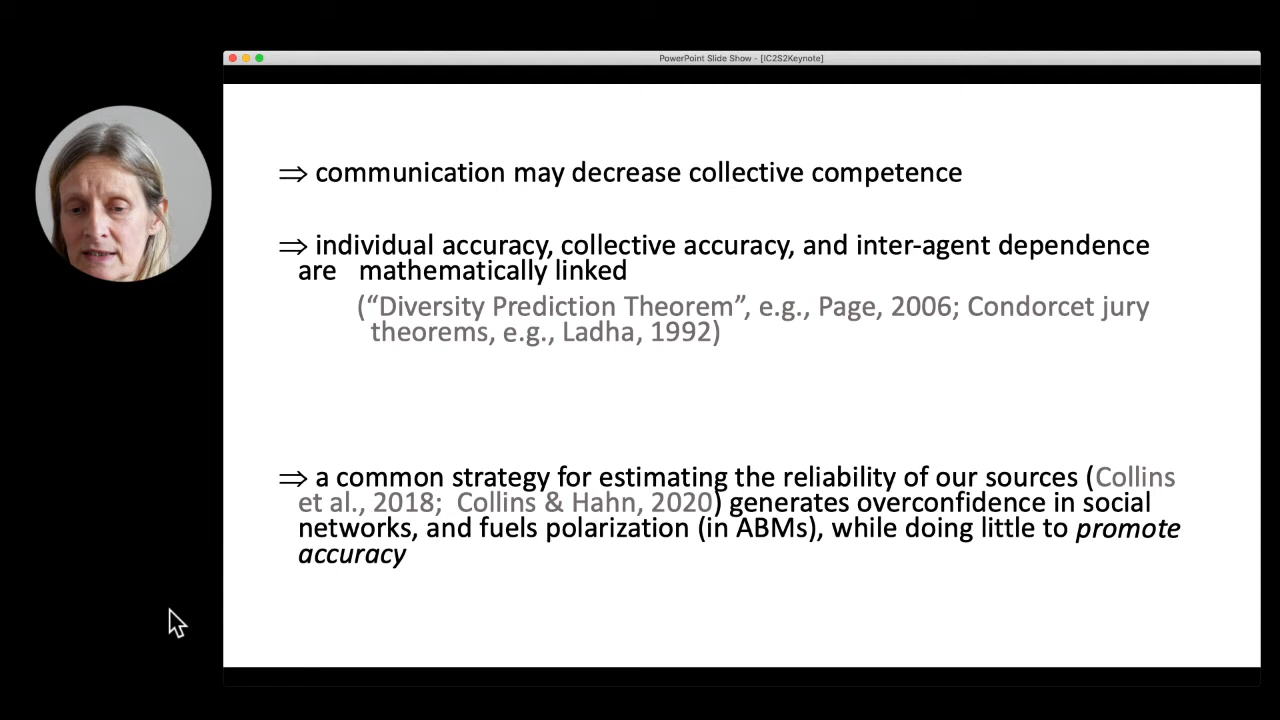 PowerPoint Slide Show - [IC2S2Keynote]
⇒ communication may decrease collective competence
⇒ individual accuracy, collective accuracy, and inter-agent dependence
are mathematically linked
(“Diversity Prediction Theorem”, e.g., Page, 2006; Condorcet jury
theorems, e.g., Ladha, 1992)
⇒ a common strategy for estimating the reliability of our sources (Collins
et al., 2018; Collins & Hahn, 2020) generates overconfidence in social
networks, and fuels polarization (in ABMs), while doing little to promote
accuracy